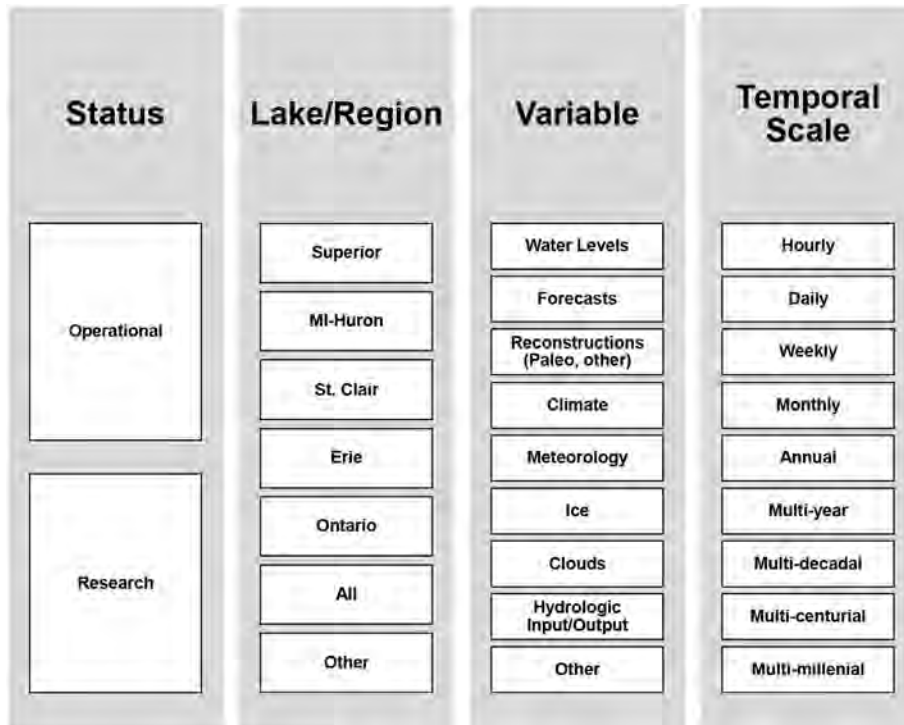 Status
Operational
Research
Lake/Region
Superior
MI-Huron
St. Clair
Erie
Ontario
All
Other
Variable
Water Levels
Forecasts
Reconstructions
(Paleo, other)
Climate
Meteorology
Ice
Clouds
Hydrologic
Input/Output
Other
Temporal
Scale
Hourly
Daily
Weekly
Monthly
Annual
Multi-year
Multi-decadal
Multi-centurial
Multi-millenial